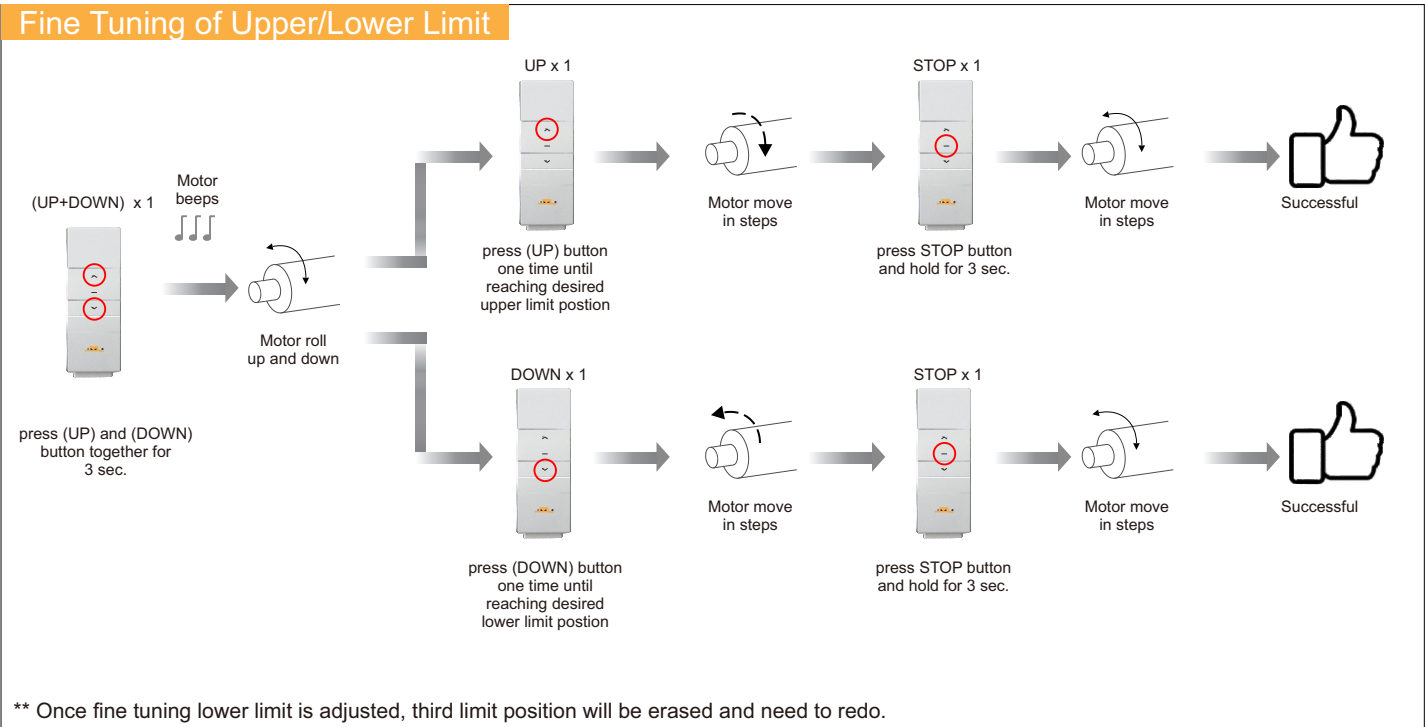 Fine Tuning of Upper/Lower Limit
(UP+DOWN) x 1
press (UP) and (DOWN)
button together for
3 sec.
Motor
beeps
Motor roll
up and down
UP x 1
press (UP) button
one time until
reaching desired
upper limit postion
Motor move
in steps
STOP x 1
press STOP button
and hold for 3 sec.
Motor move
in steps
Successful
DOWN x 1
press (DOWN) button
one time until
reaching desired
lower limit postion
Motor move
in steps
STOP x 1
press STOP button
and hold for 3 sec.
Motor move
in steps
Successful
** Once fine tuning lower limit is adjusted, third limit position will be erased and need to redo.